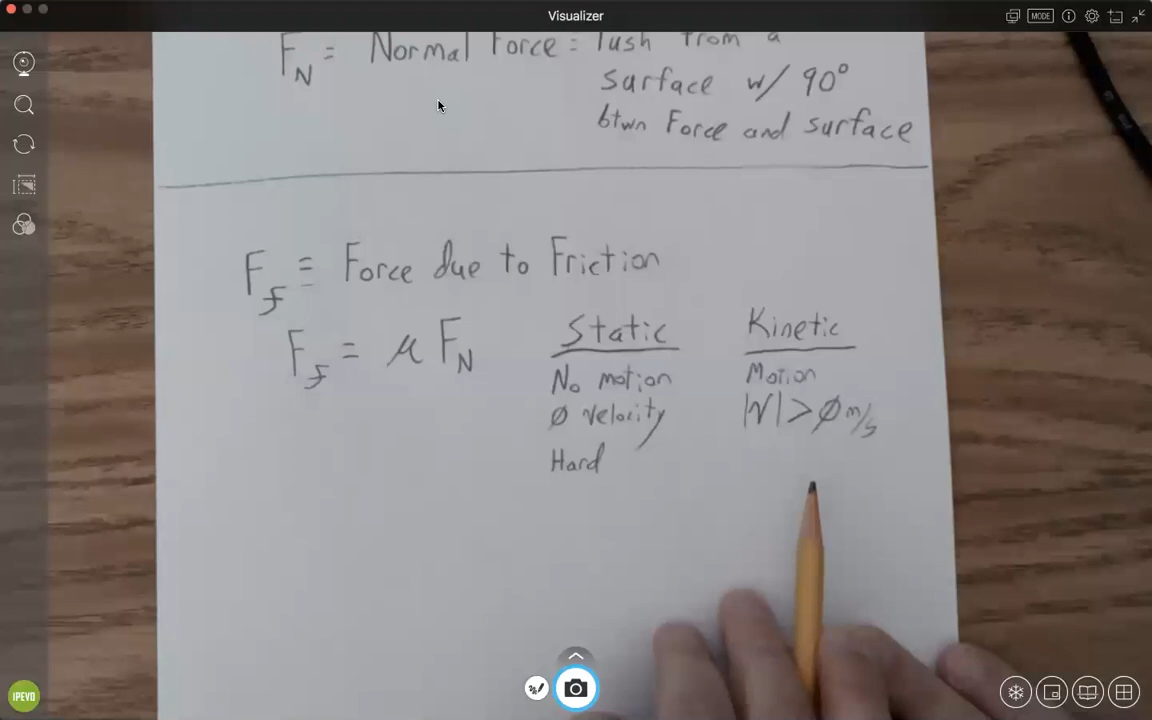 Visualizer
MODE
F_N = Normal Force = Push from a
surface w/ 90°
btwn Force and surface
F_f = Force due to Friction
F_f = μ F_N
Static
No motion
Ø Velocity
Hard
Kinetic
Motion
|V| > Ø m/s
IPEVO